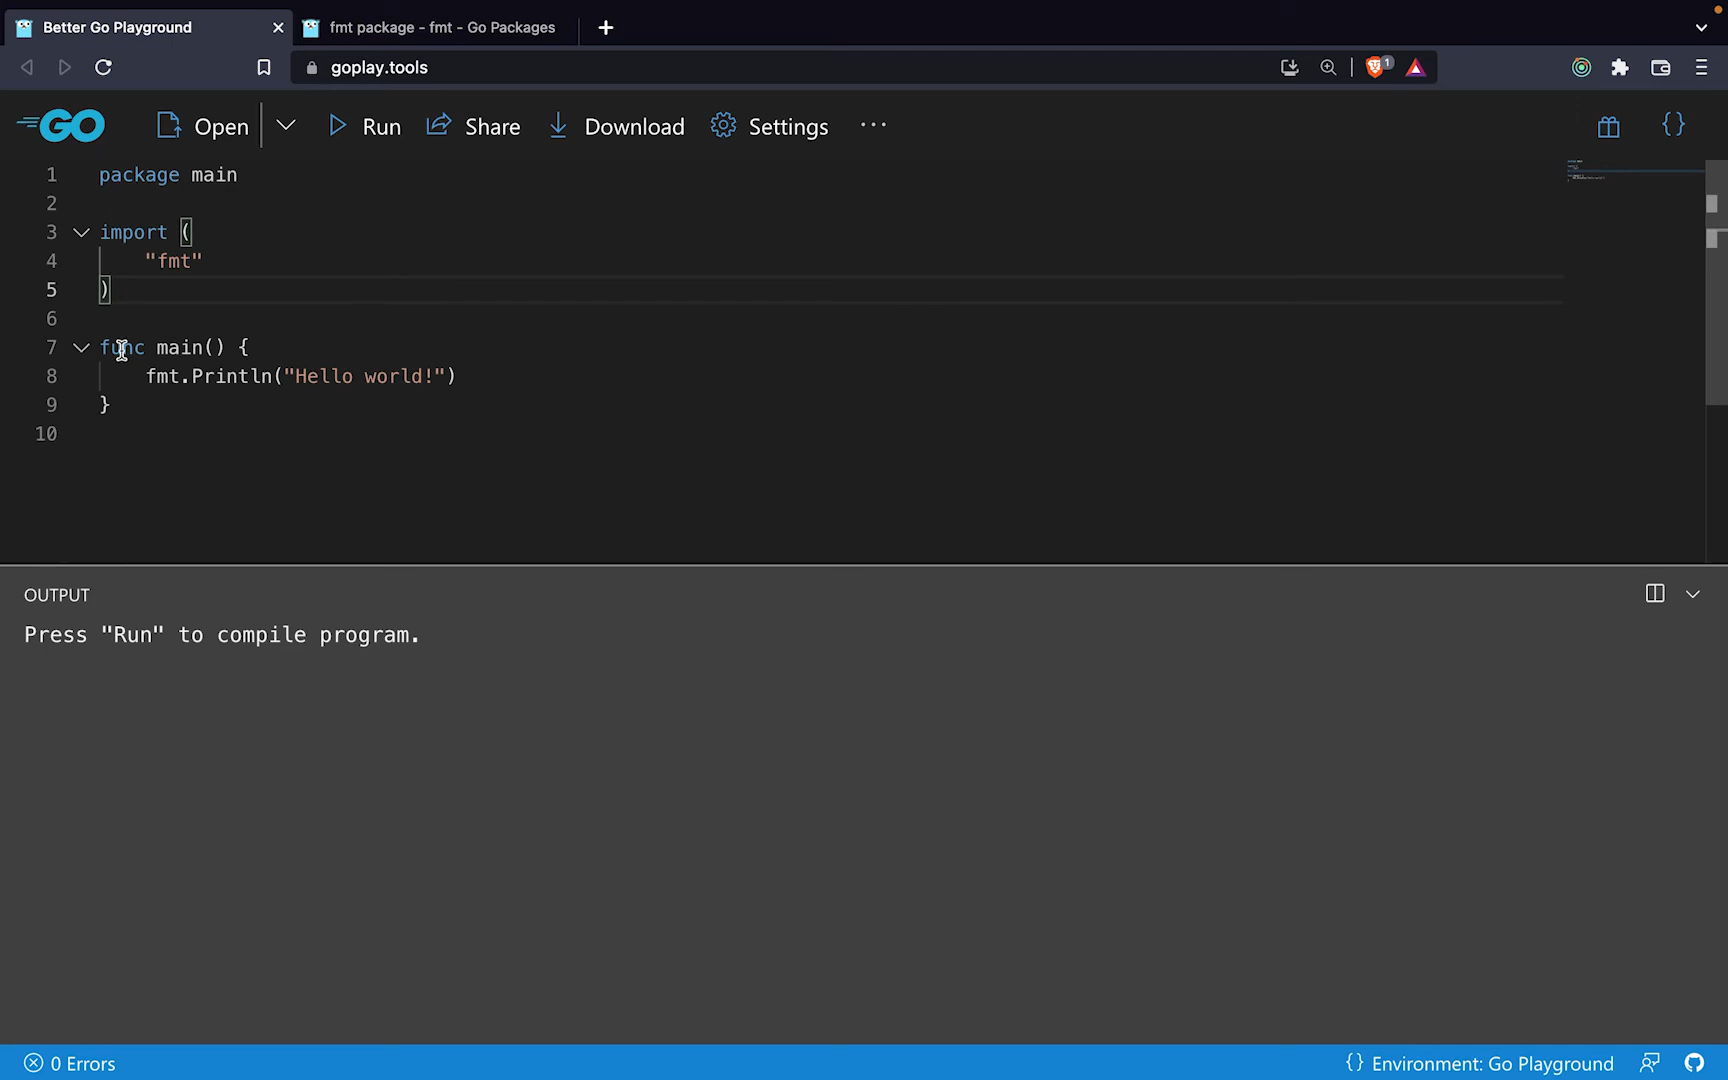 Better Go Playground
fmt package - fmt - Go Packages
goplay.tools
1
GO
Open
Run
Share
Download
Settings
1 package main
2
3 import (
4 "fmt"
5 )
6
7 func main() {
8 fmt.Println("Hello world!")
9 }
10
OUTPUT
Press "Run" to compile program.
0 Errors
{} Environment: Go Playground